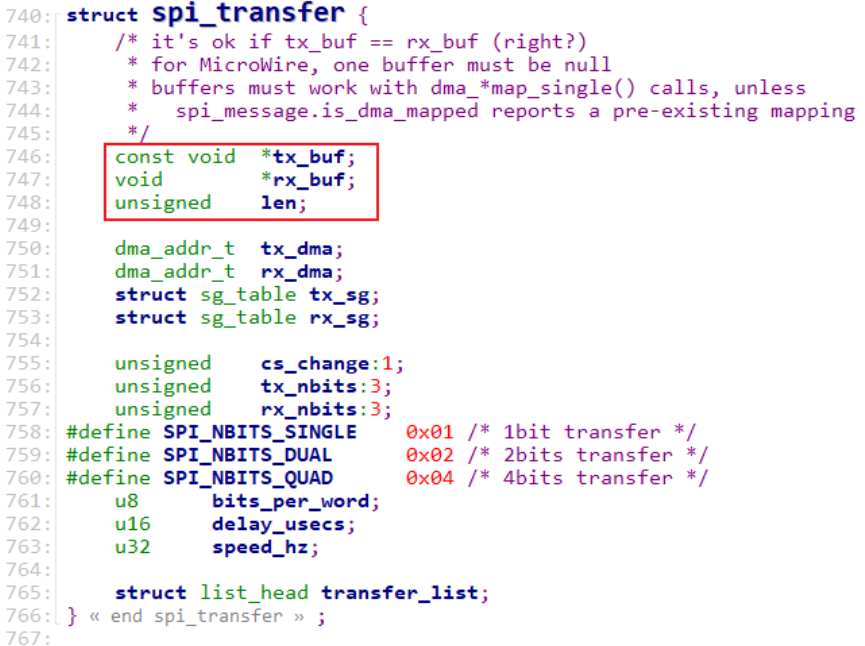 740: struct spi_transfer {
741: /* it's ok if tx_buf == rx_buf (right?)
742: * for MicroWire, one buffer must be null
743: * buffers must work with dma_*map_single() calls, unless
744: *   spi_message.is_dma_mapped reports a pre-existing mapping
745: */
746: const void *tx_buf;
747: void *rx_buf;
748: unsigned len;
749:
750: dma_addr_t tx_dma;
751: dma_addr_t rx_dma;
752: struct sg_table tx_sg;
753: struct sg_table rx_sg;
754:
755: unsigned cs_change:1;
756: unsigned tx_nbits:3;
757: unsigned rx_nbits:3;
758: #define SPI_NBITS_SINGLE 0x01 /* 1bit transfer */
759: #define SPI_NBITS_DUAL 0x02 /* 2bits transfer */
760: #define SPI_NBITS_QUAD 0x04 /* 4bits transfer */
761: u8 bits_per_word;
762: u16 delay_usecs;
763: u32 speed_hz;
764:
765: struct list_head transfer_list;
766: } « end spi_transfer » ;
767: